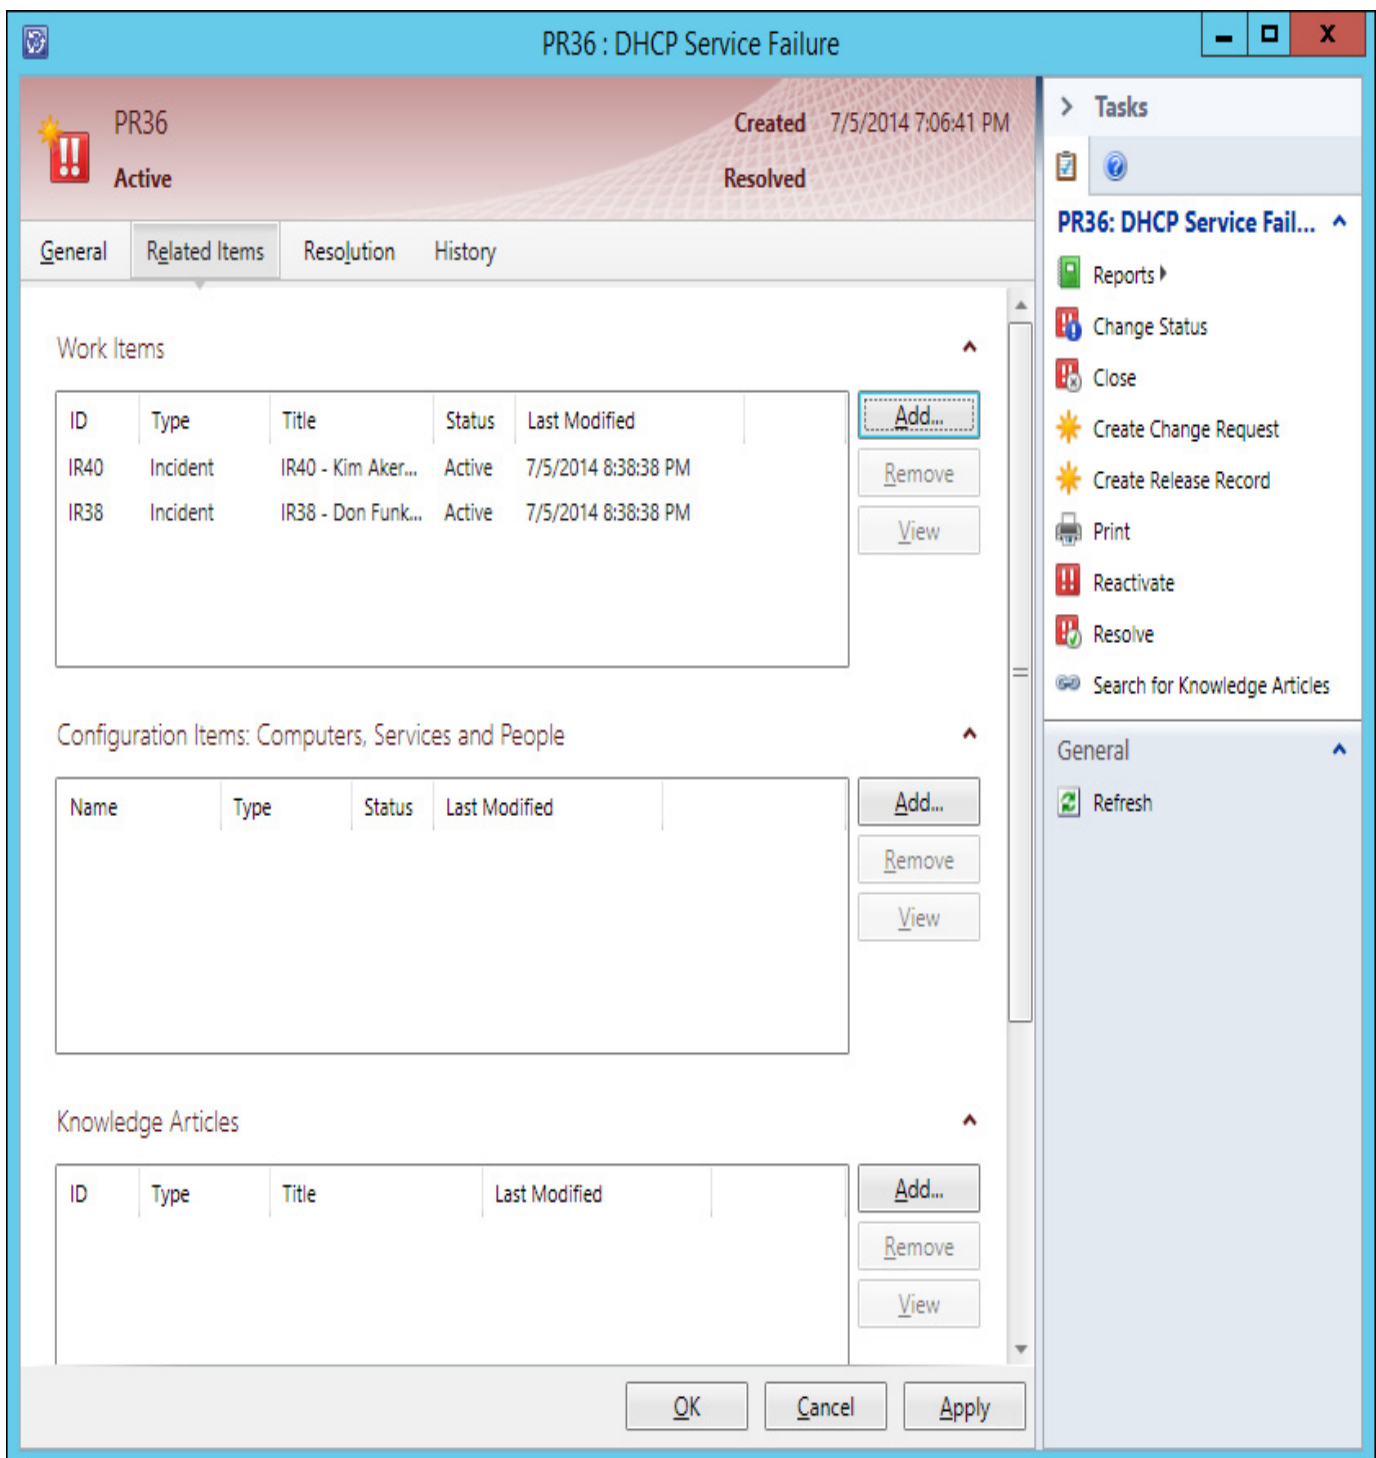 PR36 : DHCP Service Failure
X
PR36
Created 7/5/2014 7:06:41 PM
Active
Resolved
General Related Items Resolution History
Work Items
ID Type Title Status Last Modified
IR40 Incident IR40 - Kim Aker... Active 7/5/2014 8:38:38 PM
IR38 Incident IR38 - Don Funk... Active 7/5/2014 8:38:38 PM
Add...
Remove
View
Configuration Items: Computers, Services and People
Name Type Status Last Modified
Add...
Remove
View
Knowledge Articles
ID Type Title Last Modified
Add...
Remove
View
OK Cancel Apply
Tasks
PR36: DHCP Service Fail...
Reports
Change Status
Close
Create Change Request
Create Release Record
Print
Reactivate
Resolve
Search for Knowledge Articles
General
Refresh